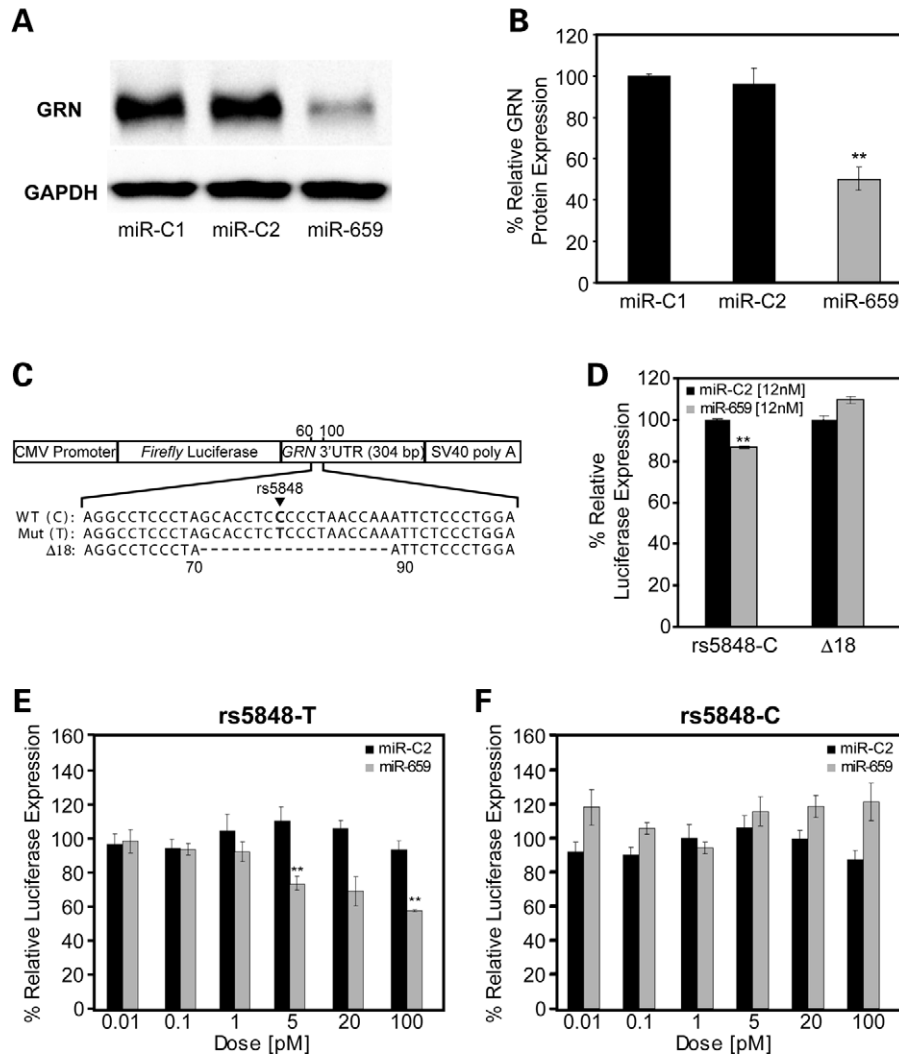 A
GRN
GAPDH
miR-C1 miR-C2 miR-659
B
% Relative GRN
Protein Expression
120
100
80
60
40
20
0
**
miR-C1 miR-C2 miR-659
C
60 100
CMV Promoter Firefly Luciferase GRN 3'UTR (304 bp) SV40 poly A
rs5848
WT (C): AGGCCTCCCTAGCACCTCCCCCTAACCAAATTCTCCCTGGA
Mut (T): AGGCCTCCCTAGCACCTCTCCCTAACCAAATTCTCCCTGGA
Δ18: AGGCCTCCCTA------------------ATTCTCCCTGGA
70 90
D
% Relative
Luciferase Expression
120
100
80
60
40
20
0
miR-C2 [12nM]
miR-659 [12nM]
**
rs5848-C Δ18
E
rs5848-T
% Relative Luciferase Expression
160
140
120
100
80
60
40
20
0
miR-C2
miR-659
**
**
0.01 0.1 1 5 20 100
Dose [pM]
F
rs5848-C
% Relative Luciferase Expression
160
140
120
100
80
60
40
20
0
miR-C2
miR-659
0.01 0.1 1 5 20 100
Dose [pM]